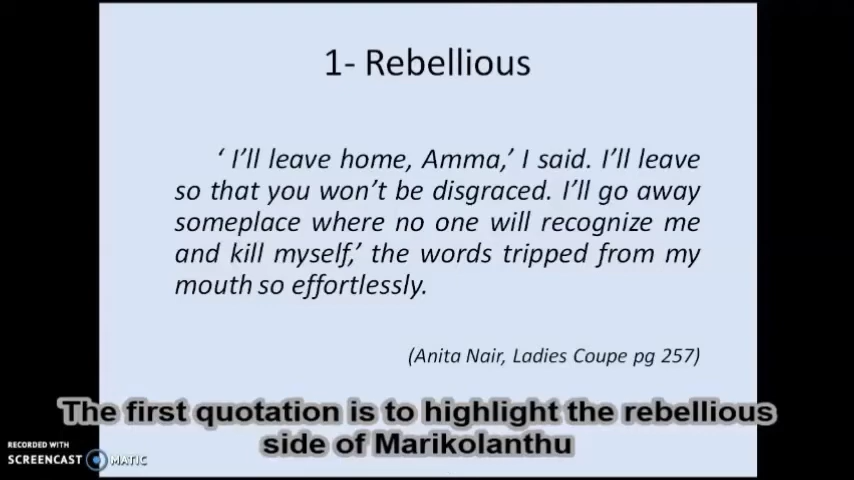 1- Rebellious
‘ I’ll leave home, Amma,’ I said. I’ll leave
so that you won’t be disgraced. I’ll go away
someplace where no one will recognize me
and kill myself,’ the words tripped from my
mouth so effortlessly.
(Anita Nair, Ladies Coupe pg 257)
The first quotation is to highlight the rebellious
side of Marikolanthu
RECORDED WITH
SCREENCAST MATIC